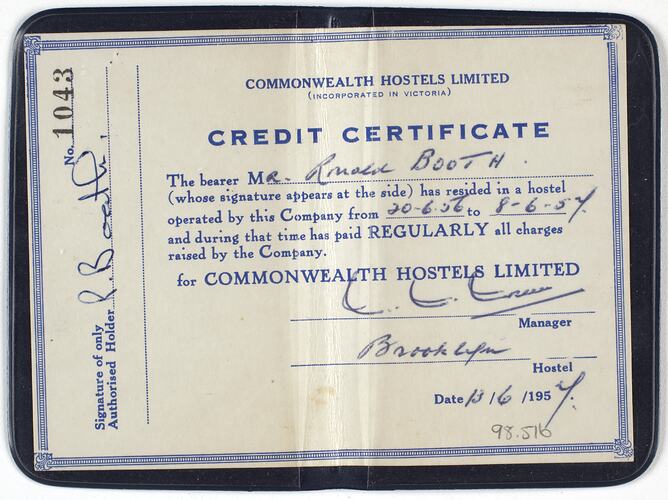 COMMONWEALTH HOSTELS LIMITED
(INCORPORATED IN VICTORIA)
CREDIT CERTIFICATE
The bearer MR. Ronald BOOTH.
(whose signature appears at the side) has resided in a hostel
operated by this Company from 20-6-56 to 8-6-57.
and during that time has paid REGULARLY all charges
raised by the Company.
for COMMONWEALTH HOSTELS LIMITED
Manager
Brooklyn
Hostel
Date 13/6/1957.
98.516
No. 1043
R. Booth.
Signature of only
Authorised Holder